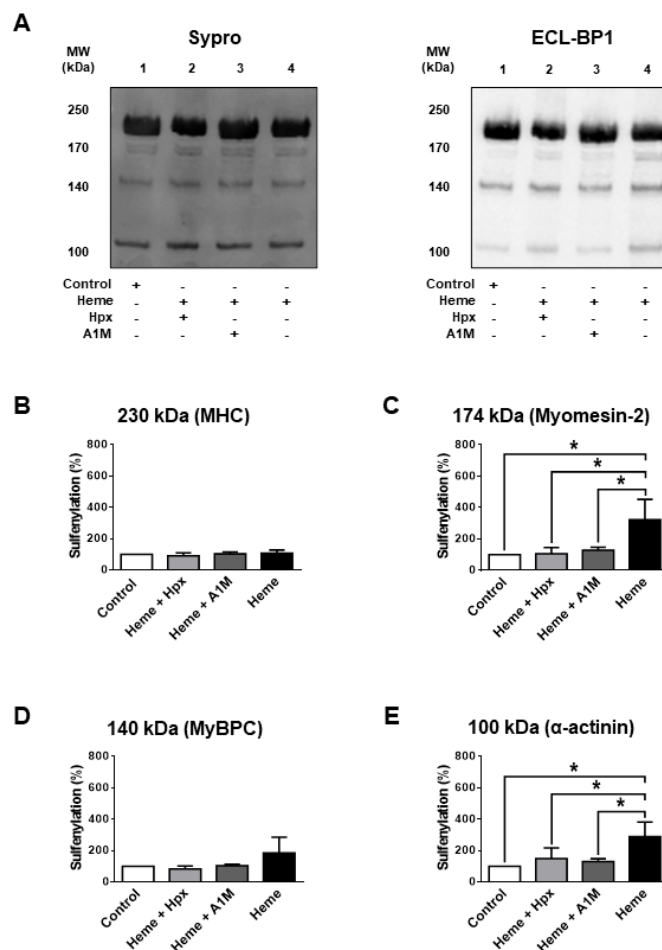 A
Sypro
MW
(kDa)
1 2 3 4
250
170
140
100
Control + - - -
Heme - + + +
Hpx - + - -
A1M - - + -
ECL-BP1
MW
(kDa)
1 2 3 4
250
170
140
100
Control + - - -
Heme - + + +
Hpx - + - -
A1M - - + -
B
230 kDa (MHC)
Sulfenylation (%)
800
600
400
200
0
Control
Heme + Hpx
Heme + A1M
Heme
C
174 kDa (Myomesin-2)
Sulfenylation (%)
800
600
400
200
0
* 
*
*
Control
Heme + Hpx
Heme + A1M
Heme
D
140 kDa (MyBPC)
Sulfenylation (%)
800
600
400
200
0
Control
Heme + Hpx
Heme + A1M
Heme
E
100 kDa (α-actinin)
Sulfenylation (%)
800
600
400
200
0
*
*
*
Control
Heme + Hpx
Heme + A1M
Heme